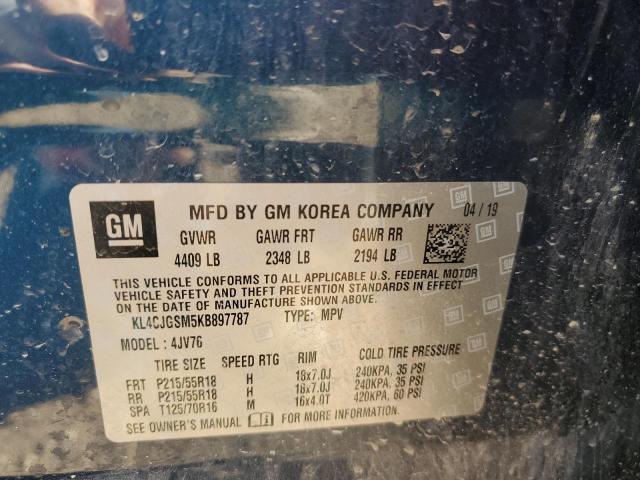 GM MFD BY GM KOREA COMPANY 04 / 19
GVWR GAWR FRT GAWR RR
4409 LB 2348 LB 2194 LB
THIS VEHICLE CONFORMS TO ALL APPLICABLE U.S. FEDERAL MOTOR
VEHICLE SAFETY AND THEFT PREVENTION STANDARDS IN EFFECT
ON THE DATE OF MANUFACTURE SHOWN ABOVE.
KL4CJGSM5KB897787 TYPE: MPV
MODEL: 4JV76
TIRE SIZE SPEED RTG RIM COLD TIRE PRESSURE
FRT P215/55R18 H 18x7.0J 240KPA, 35 PSI
RR P215/55R18 H 18x7.0J 240KPA, 35 PSI
SPA T125/70R16 M 16x4.0T 420KPA, 60 PSI
SEE OWNER'S MANUAL FOR MORE INFORMATION.